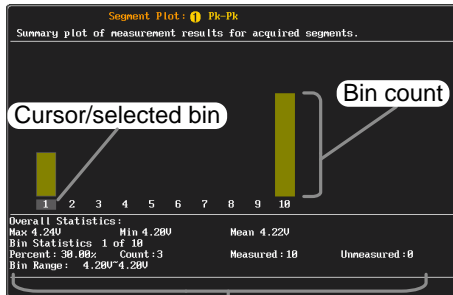 Segment Plot: 1 Pk-Pk
Summary plot of measurement results for acquired segments.
Bin count
Cursor/selected bin
1 2 3 4 5 6 7 8 9 10
Overall Statistics:
Max 4.24V Min 4.20V Mean 4.22V
Bin Statistics 1 of 10
Percent: 30.00% Count: 3 Measured: 10 Unmeasured: 0
Bin Range: 4.20V~4.20V